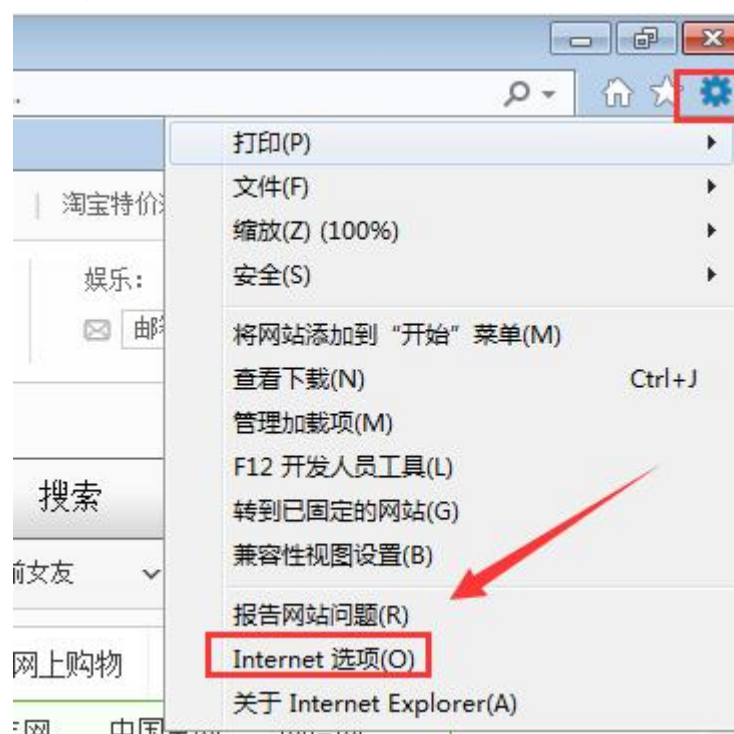 打印(P)
文件(F)
缩放(Z) (100%)
安全(S)
将网站添加到“开始”菜单(M)
查看下载(N) Ctrl+J
管理加载项(M)
F12 开发人员工具(L)
转到已固定的网站(G)
兼容性视图设置(B)
报告网站问题(R)
Internet 选项(O)
关于 Internet Explorer(A)
淘宝特价
娱乐:
邮
搜索
前女友
网上购物